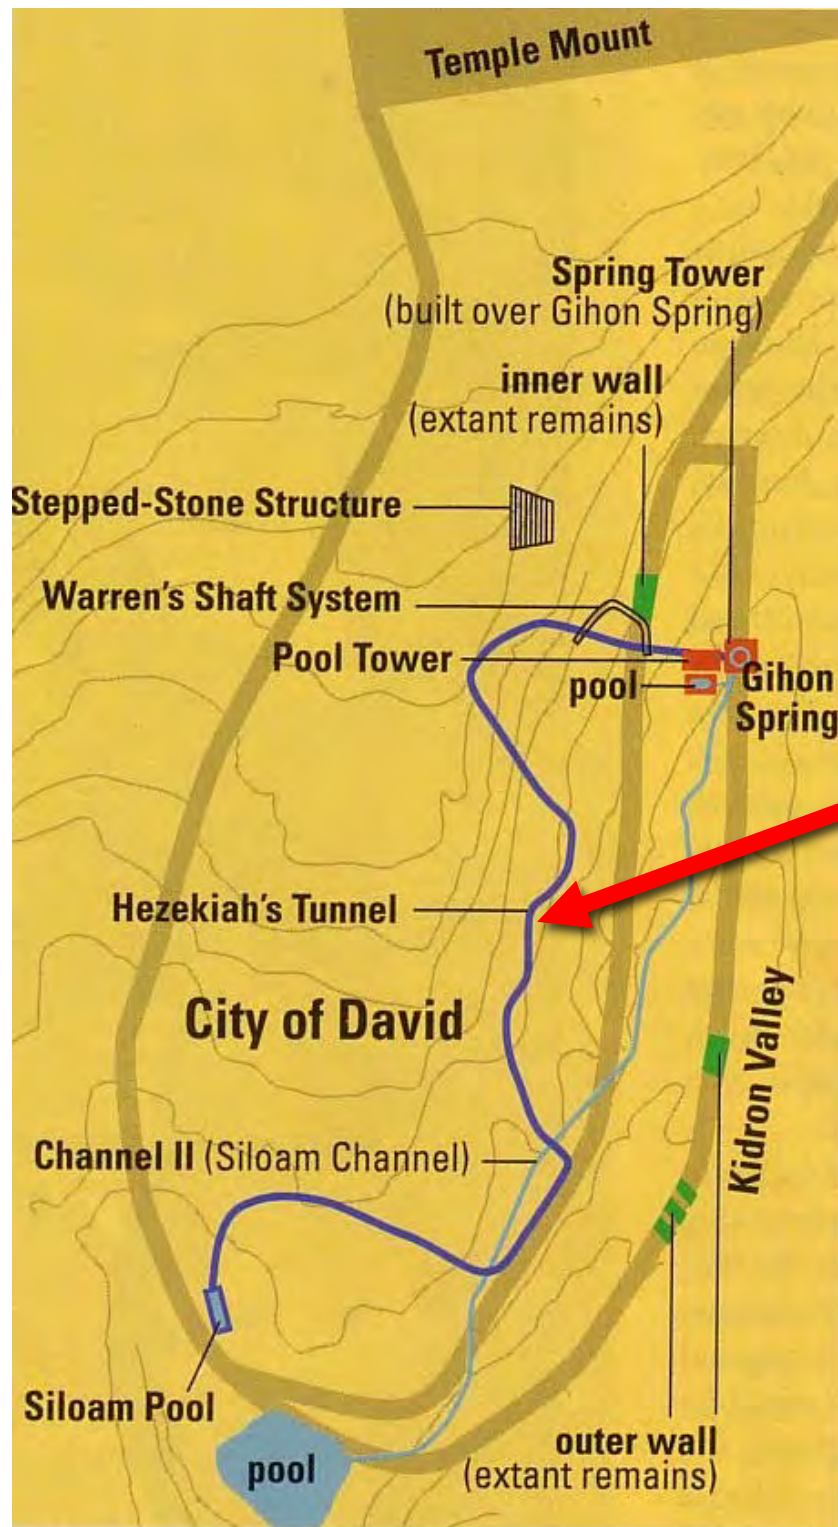 Temple Mount
Spring Tower
(built over Gihon Spring)
inner wall
(extant remains)
Stepped-Stone Structure
Warren's Shaft System
Pool Tower
pool
Gihon
Spring
Hezekiah's Tunnel
City of David
Kidron Valley
Channel II (Siloam Channel)
Siloam Pool
pool
outer wall
(extant remains)